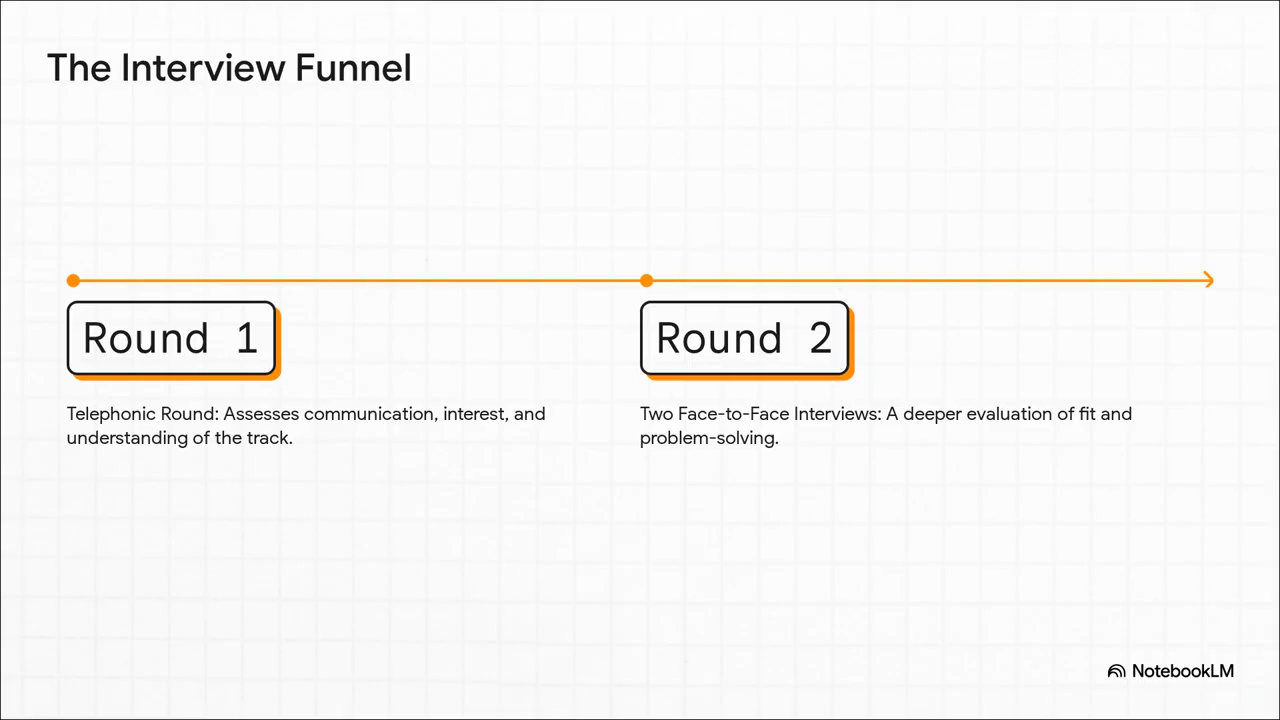 The Interview Funnel
Round 1
Telephonic Round: Assesses communication, interest, and
understanding of the track.
Round 2
Two Face-to-Face Interviews: A deeper evaluation of fit and
problem-solving.
NotebookLM